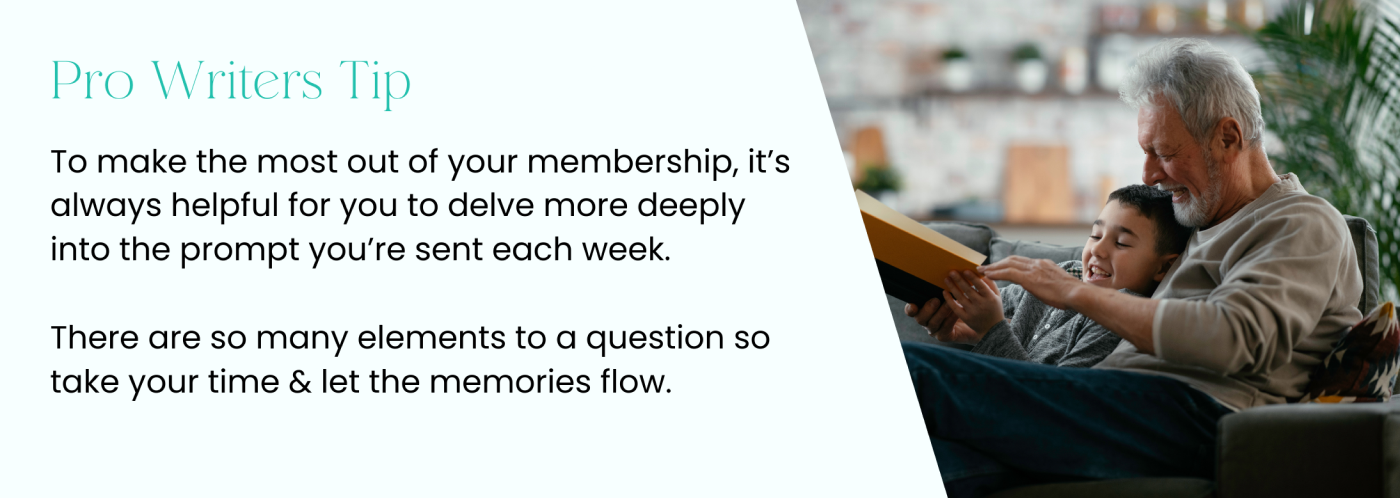 Pro Writers Tip
To make the most out of your membership, it’s
always helpful for you to delve more deeply
into the prompt you’re sent each week.
There are so many elements to a question so
take your time & let the memories flow.